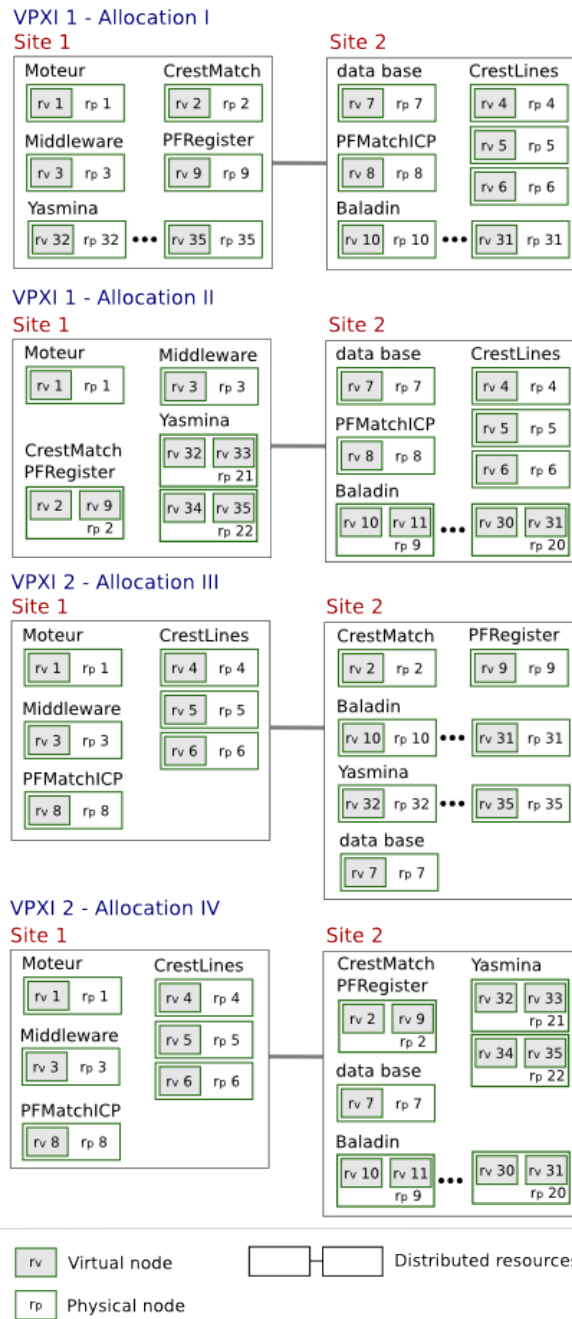 VPXI 1 - Allocation I
Site 1
Site 2
Moteur CrestMatch
rv 1 rp 1 rv 2 rp 2
Middleware PFRegister
rv 3 rp 3 rv 9 rp 9
Yasmina
rv 32 rp 32 ••• rv 35 rp 35
data base CrestLines
rv 7 rp 7 rv 4 rp 4
PFMatchICP rv 5 rp 5
rv 8 rp 8 rv 6 rp 6
Baladin
rv 10 rp 10 ••• rv 31 rp 31
VPXI 1 - Allocation II
Site 1
Site 2
Moteur Middleware
rv 1 rp 1 rv 3 rp 3
Yasmina
rv 32 rv 33
rp 21
rv 34 rv 35
rp 22
CrestMatch
PFRegister
rv 2 rv 9
rp 2
data base CrestLines
rv 7 rp 7 rv 4 rp 4
PFMatchICP rv 5 rp 5
rv 8 rp 8 rv 6 rp 6
Baladin
rv 10 rv 11 ••• rv 30 rv 31
rp 9 rp 20
VPXI 2 - Allocation III
Site 1
Site 2
Moteur CrestLines
rv 1 rp 1 rv 4 rp 4
Middleware rv 5 rp 5
rv 3 rp 3 rv 6 rp 6
PFMatchICP
rv 8 rp 8
CrestMatch PFRegister
rv 2 rp 2 rv 9 rp 9
Baladin
rv 10 rp 10 ••• rv 31 rp 31
Yasmina
rv 32 rp 32 ••• rv 35 rp 35
data base
rv 7 rp 7
VPXI 2 - Allocation IV
Site 1
Site 2
Moteur CrestLines
rv 1 rp 1 rv 4 rp 4
Middleware rv 5 rp 5
rv 3 rp 3 rv 6 rp 6
PFMatchICP
rv 8 rp 8
CrestMatch
PFRegister
rv 2 rv 9
rp 2
Yasmina
rv 32 rv 33
rp 21
rv 34 rv 35
rp 22
data base
rv 7 rp 7
Baladin
rv 10 rv 11 ••• rv 30 rv 31
rp 9 rp 20
rv Virtual node
Distributed resources
rp Physical node